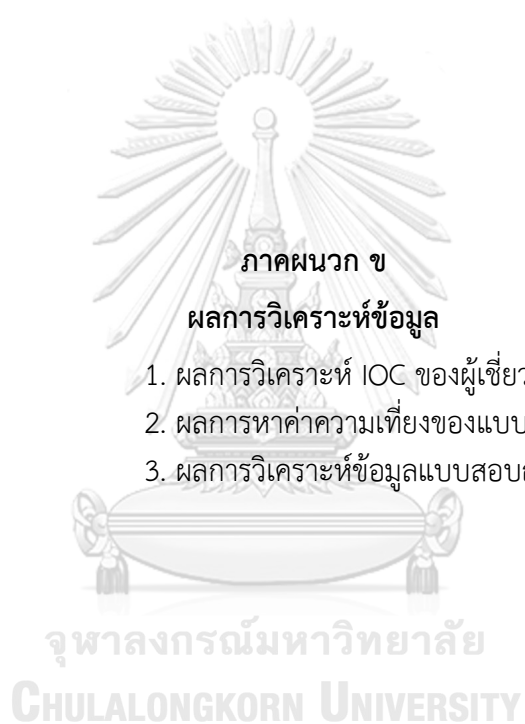 ภาคผนวก ข
ผลการวิเคราะห์ข้อมูล
1. ผลการวิเคราะห์ IOC ของผู้เชี่ยว
2. ผลการหาค่าความเที่ยงของแบบ
3. ผลการวิเคราะห์ข้อมูลแบบสอบ
จุฬาลงกรณ์มหาวิทยาลัย
CHULALONGKORN UNIVERSITY